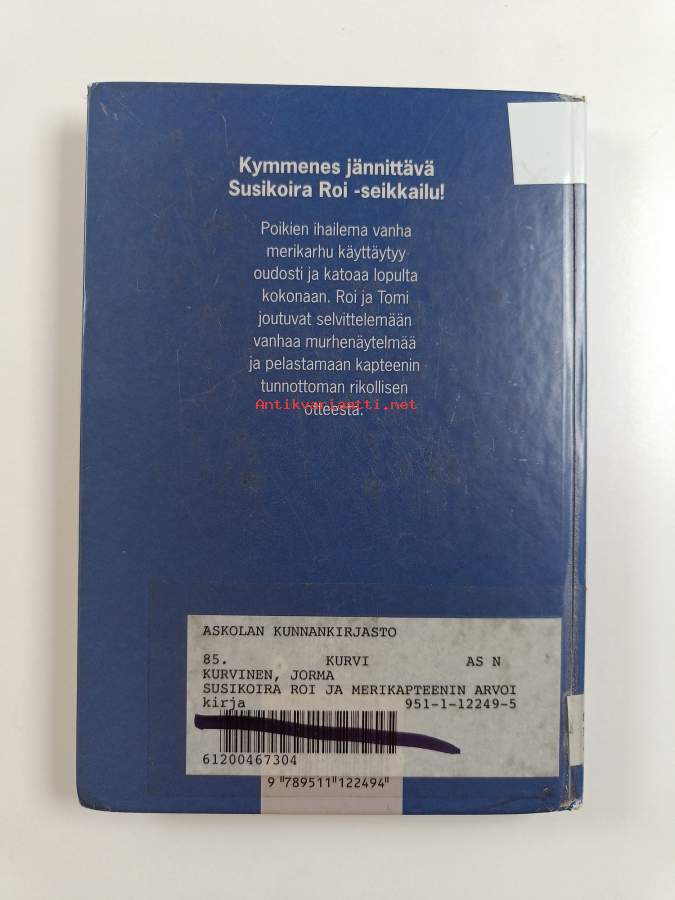 Kymmenes jännittävä
Susikoira Roi -seikkailu!
Poikien ihailema vanha
merikarhu käyttäytyy
oudosti ja katoaa lopulta
kokonaan. Roi ja Tomi
joutuvat selvittelemään
vanhaa murhenäytelmää
ja pelastamaan kapteenin
tunnottoman rikollisen
Antikvariaatti.net
otteesta.
ASKOLAN KUNNANKIRJASTO
85. KURVI AS N
KURVINEN, JORMA
SUSIKOIRA ROI JA MERIKAPTEENIN ARVOI
kirja 951-1-12249-5
61200467304
9 789511 122494